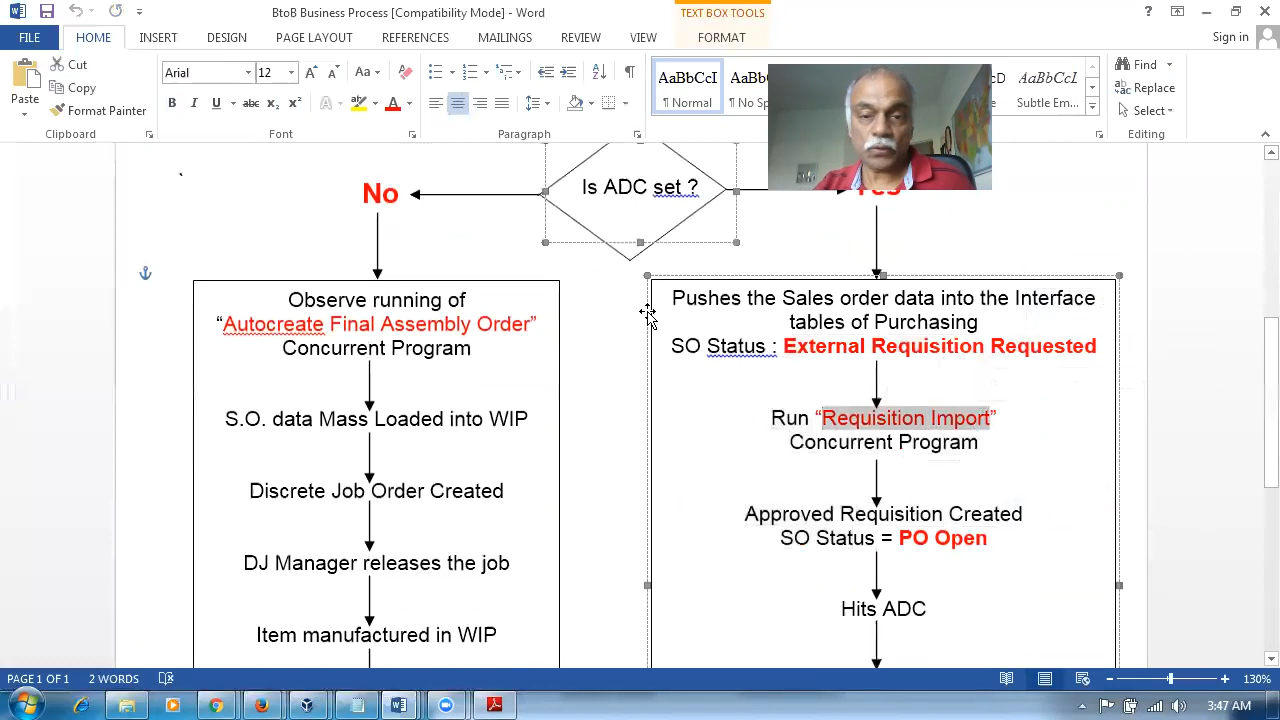 BtoB Business Process [Compatibility Mode] - Word
TEXT BOX TOOLS
?
FILE
HOME
INSERT
DESIGN
PAGE LAYOUT
REFERENCES
MAILINGS
REVIEW
VIEW
FORMAT
Sign in
Paste
Cut
Copy
Format Painter
Clipboard
Arial
12
Aa
B I U abc x₂ x²
A
Font
Paragraph
AaBbCcI
¶ Normal
AaBbC
¶ No Sp
AaBbCcI
Subtle Em...
Find
Replace
Select
Editing
Is ADC set ?
No
Yes
Observe running of
“Autocreate Final Assembly Order”
Concurrent Program
S.O. data Mass Loaded into WIP
Discrete Job Order Created
DJ Manager releases the job
Item manufactured in WIP
Pushes the Sales order data into the Interface
tables of Purchasing
SO Status : External Requisition Requested
Run “Requisition Import”
Concurrent Program
Approved Requisition Created
SO Status = PO Open
Hits ADC
PAGE 1 OF 1
2 WORDS
130%
3:47 AM